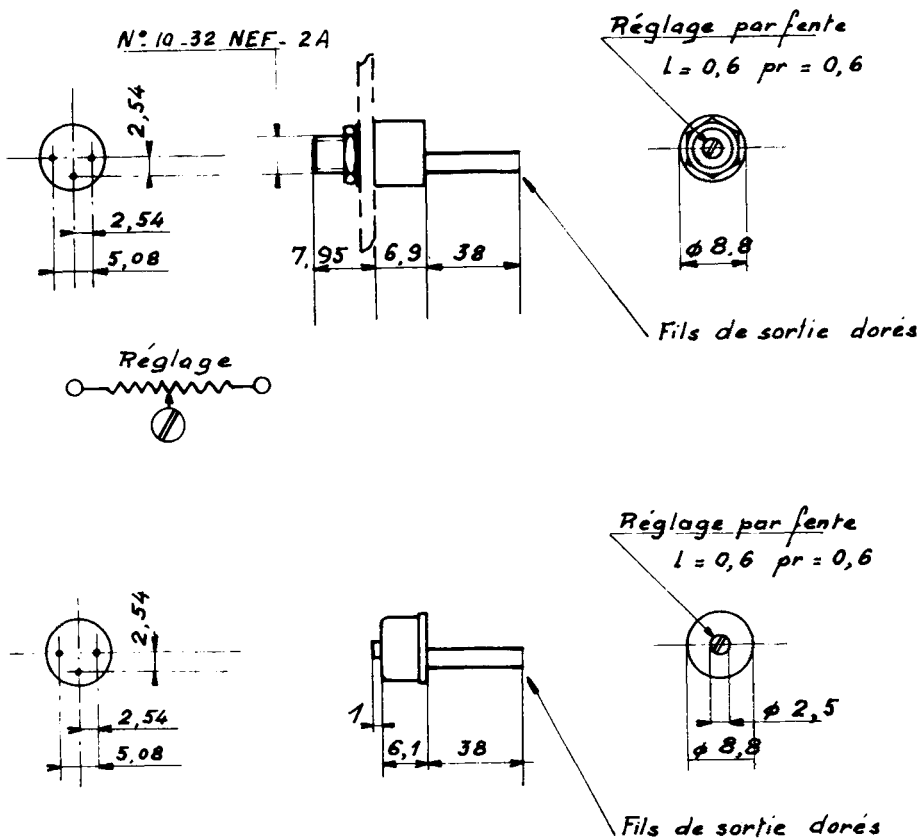 N° 10-32 NEF-2A
Réglage par fente
l = 0,6 pr = 0,6
2,54
2,54
5,08
7,95
6,9
38
φ 8,8
Fils de sortie dorés
Réglage
Réglage par fente
l = 0,6 pr = 0,6
2,54
2,54
5,08
1
6,1
38
φ 2,5
φ 8,8
Fils de sortie dorés